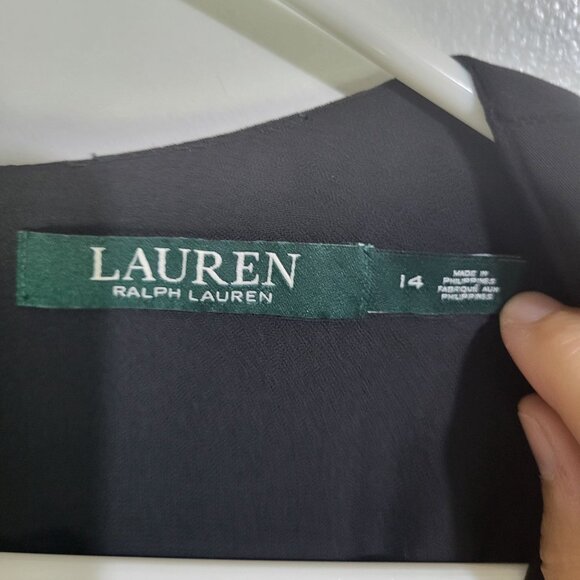 LAUREN
RALPH LAUREN
14
MADE IN
PHILIPPINES
FABRIQUÉ AUX
PHILIPPINES